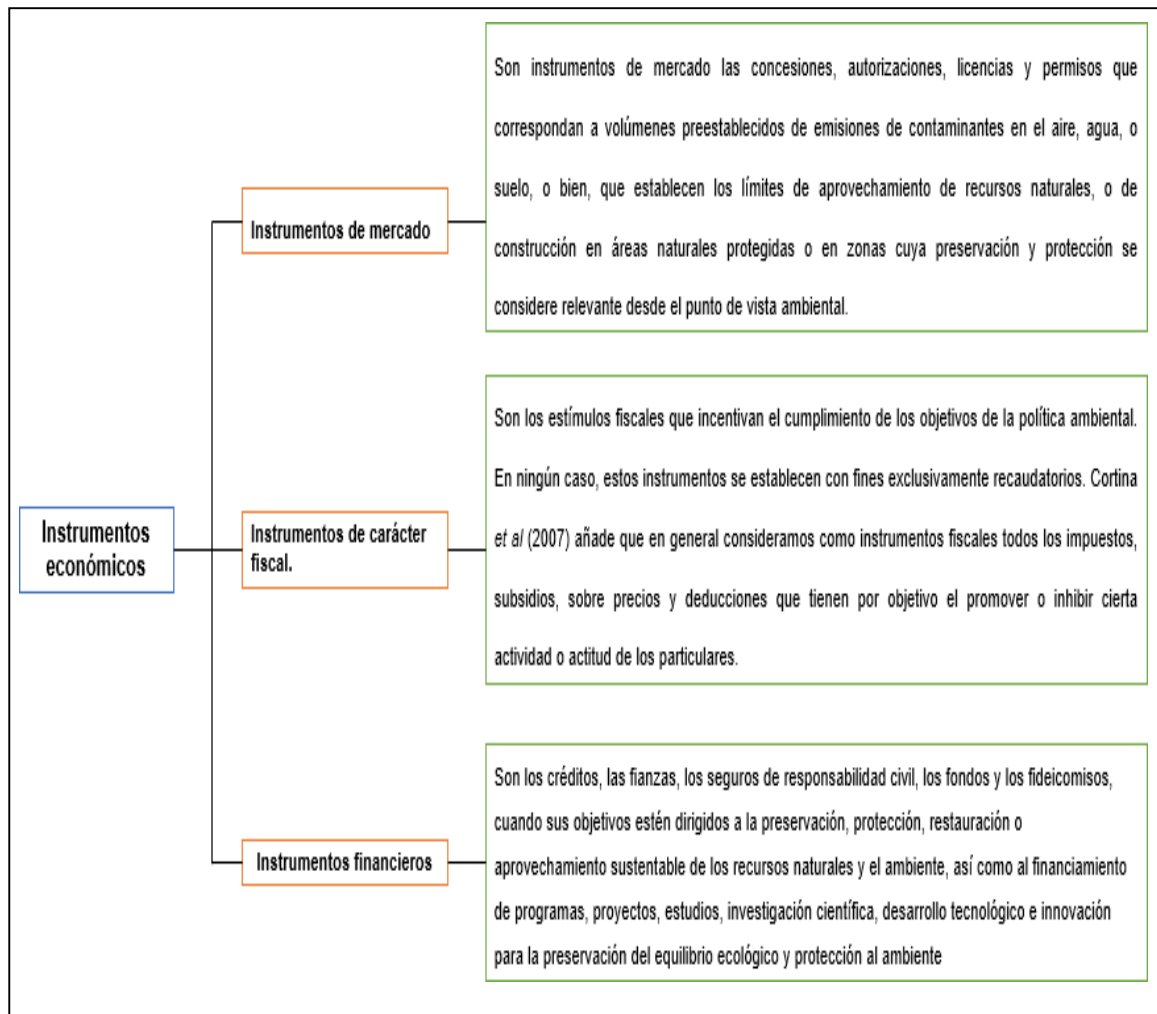 Instrumentos
económicos
Instrumentos de mercado
Son instrumentos de mercado las concesiones, autorizaciones, licencias y permisos que
correspondan a volúmenes preestablecidos de emisiones de contaminantes en el aire, agua, o
suelo, o bien, que establecen los límites de aprovechamiento de recursos naturales, o de
construcción en áreas naturales protegidas o en zonas cuya preservación y protección se
considere relevante desde el punto de vista ambiental.
Instrumentos de carácter
fiscal.
Son los estímulos fiscales que incentivan el cumplimiento de los objetivos de la política ambiental.
En ningún caso, estos instrumentos se establecen con fines exclusivamente recaudatorios. Cortina
et al (2007) añade que en general consideramos como instrumentos fiscales todos los impuestos,
subsidios, sobre precios y deducciones que tienen por objetivo el promover o inhibir cierta
actividad o actitud de los particulares.
Instrumentos financieros
Son los créditos, las fianzas, los seguros de responsabilidad civil, los fondos y los fideicomisos,
cuando sus objetivos estén dirigidos a la preservación, protección, restauración o
aprovechamiento sustentable de los recursos naturales y el ambiente, así como al financiamiento
de programas, proyectos, estudios, investigación científica, desarrollo tecnológico e innovación
para la preservación del equilibrio ecológico y protección al ambiente